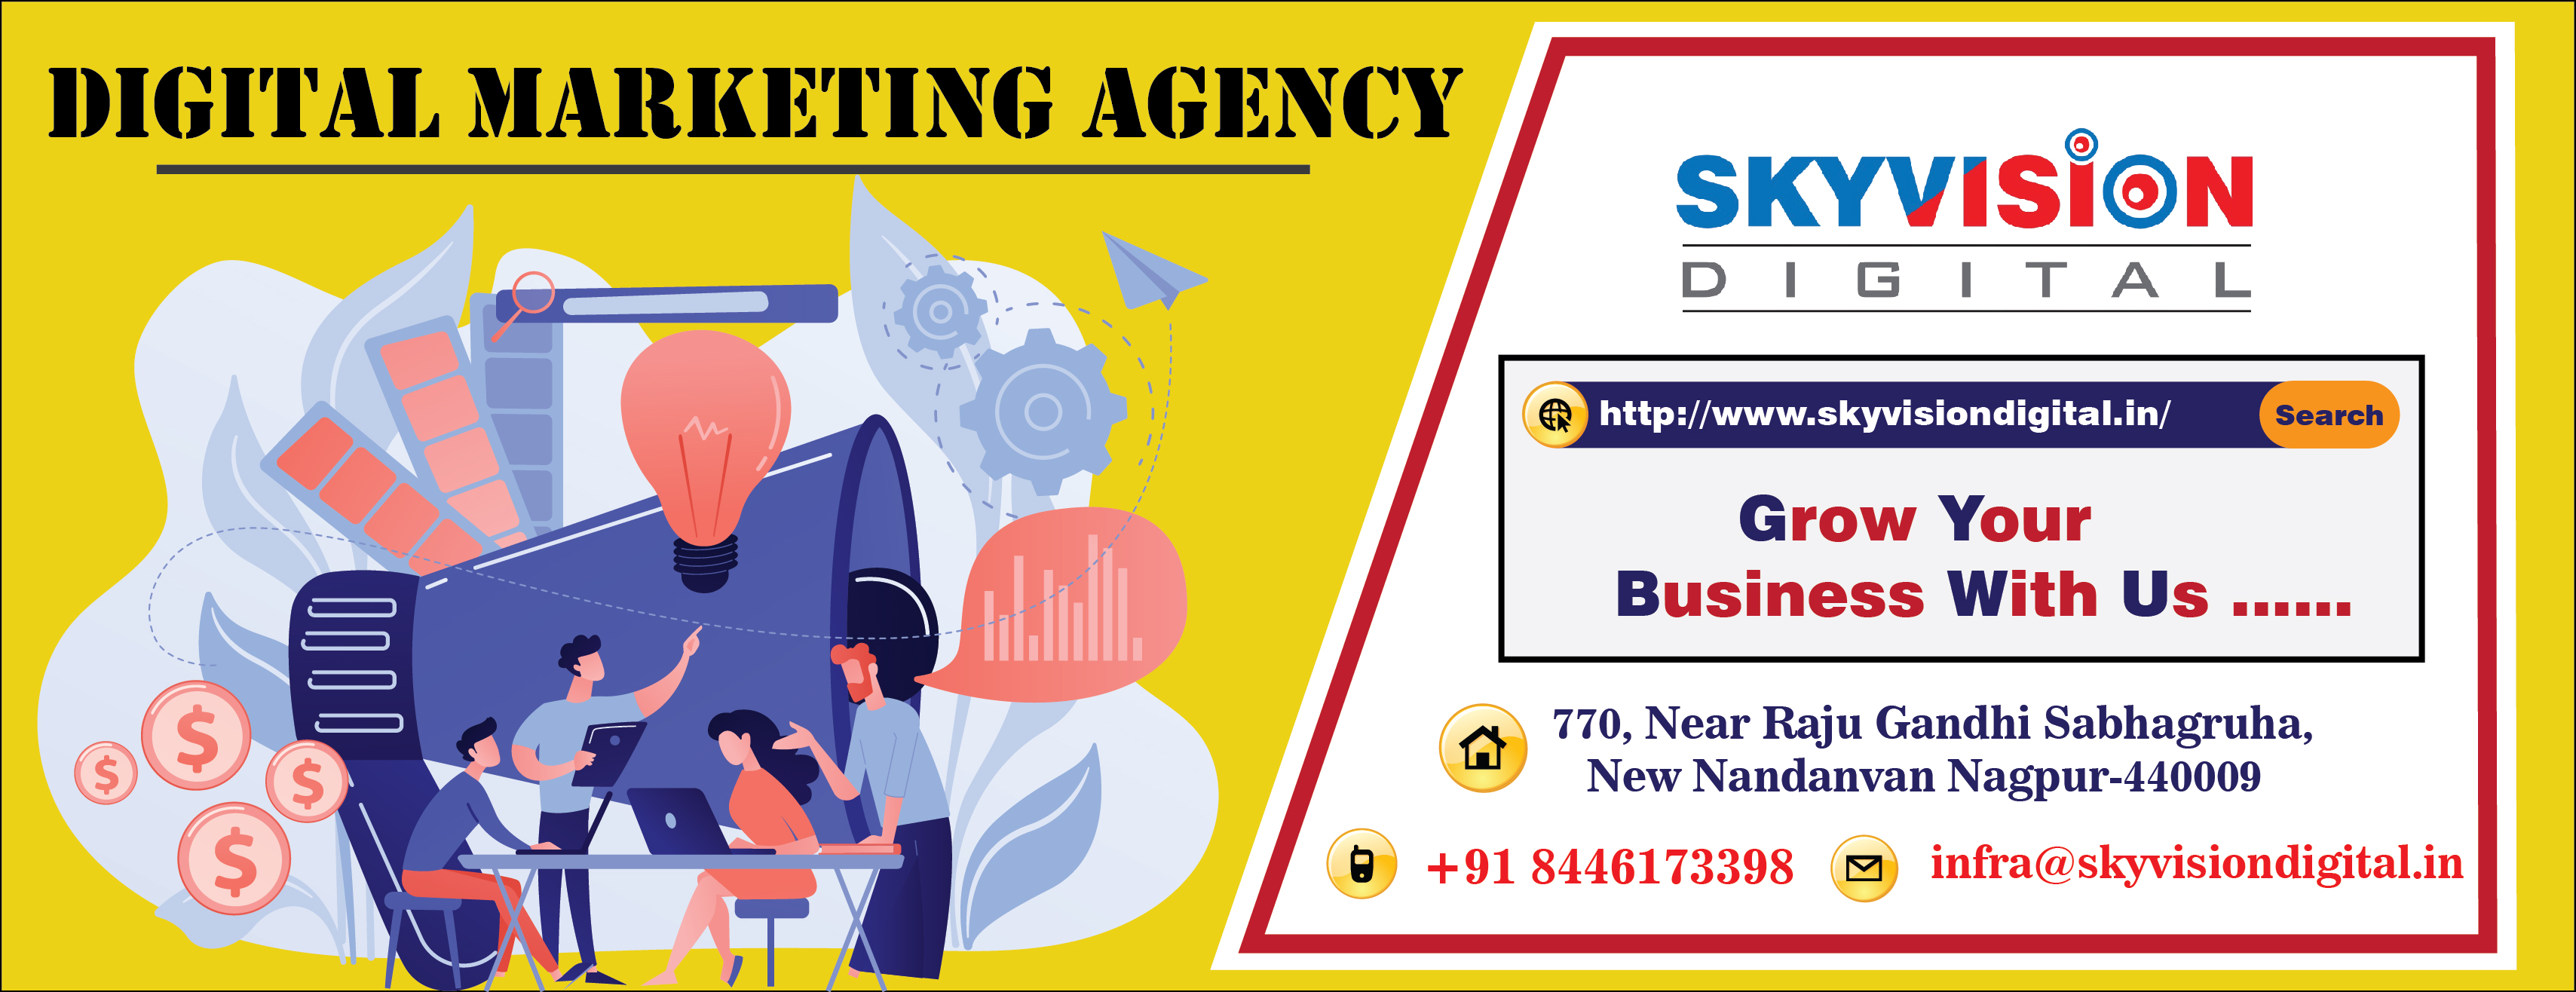 DIGITAL MARKETING AGENCY
SKYVISION
DIGITAL
http://www.skyvisiondigital.in/ Search
Grow Your
Business With Us ......
770, Near Raju Gandhi Sabhagruha,
New Nandanvan Nagpur-440009
+91 8446173398 infra@skyvisiondigital.in
$
$
$
$